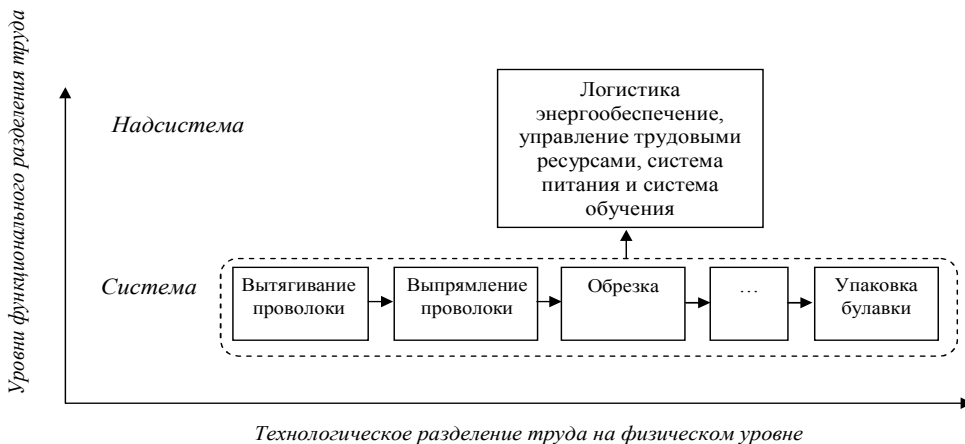 Уровни функционального разделения труда
Надсистема
Логистика
энергообеспечение,
управление трудовыми
ресурсами, система
питания и система
обучения
Система
Вытягивание
проволоки
Выпрямление
проволоки
Обрезка
…
Упаковка
булавки
Технологическое разделение труда на физическом уровне